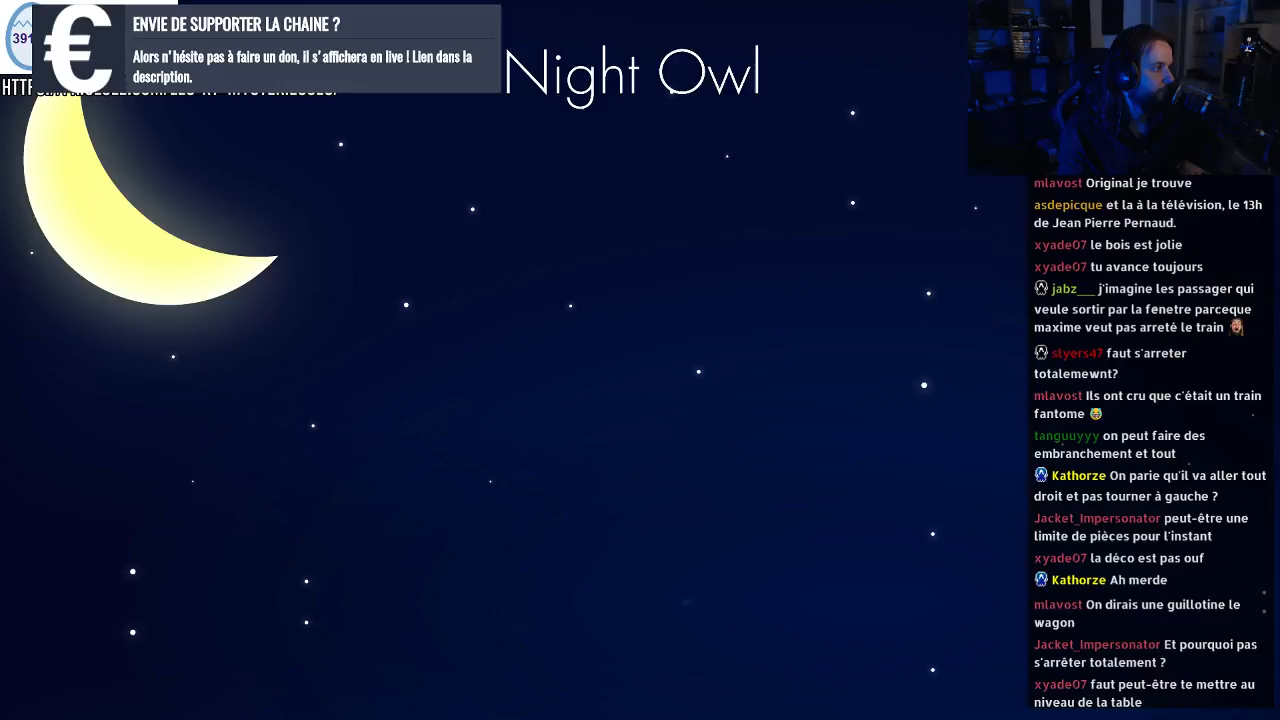 ENVIE DE SUPPORTER LA CHAINE ?
391
€
Alors n'hésite pas à faire un don, il s'affichera en live ! Lien dans la
description.
Night Owl
mlavost Original je trouve
asdepicque et la à la télévision, le 13h
de Jean Pierre Pernaud.
xyade07 le bois est jolie
xyade07 tu avance toujours
jabz___ j'imagine les passager qui
veule sortir par la fenetre parceque
maxime veut pas arreté le train
slyers47 faut s'arreter
totalemewnt?
mlavost Ils ont cru que c'était un train
fantome
tanguuyyy on peut faire des
embranchement et tout
Kathorze On parie qu'il va aller tout
droit et pas tourner à gauche ?
Jacket_Impersonator peut-être une
limite de pièces pour l'instant
xyade07 la déco est pas ouf
Kathorze Ah merde
mlavost On dirais une guillotine le
wagon
Jacket_Impersonator Et pourquoi pas
s'arrêter totalement ?
xyade07 faut peut-être te mettre au
niveau de la table